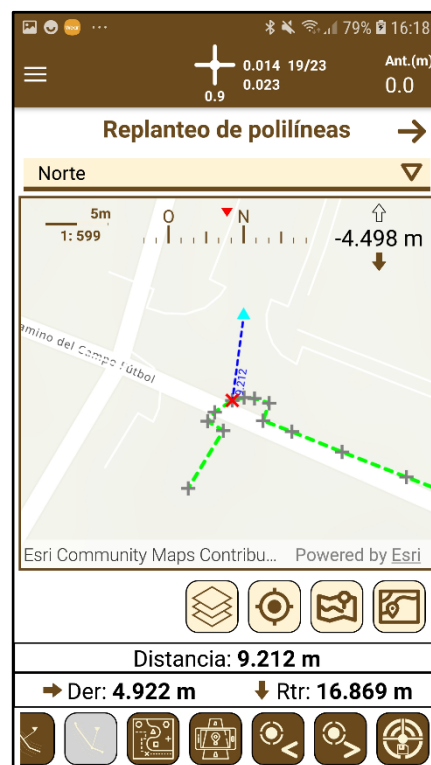 79% 16:18
0.014 19/23
0.023
0.9
Ant.(m)
0.0
Replanteo de polilíneas
Norte
5m
1: 599
O N
-4.498 m
amino del Campo Fútbol
9.212
Esri Community Maps Contribu... Powered by Esri
Distancia: 9.212 m
Der: 4.922 m Rtr: 16.869 m